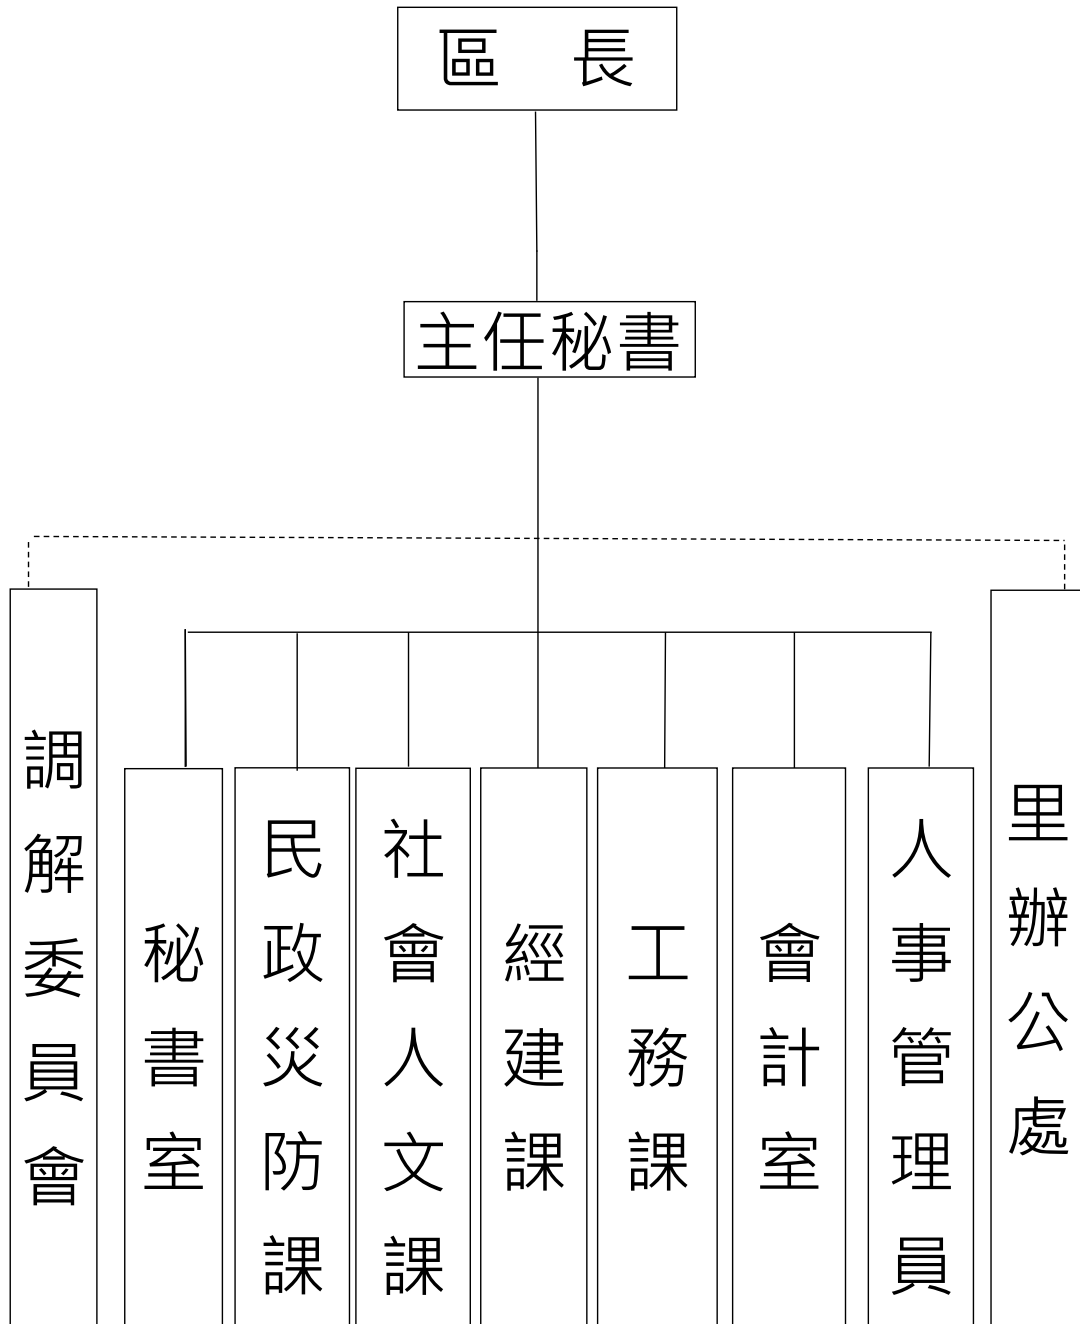 區　長
主任秘書
調解委員會
秘書室
民政災防課
社會人文課
經建課
工務課
會計室
人事管理員
里辦公處